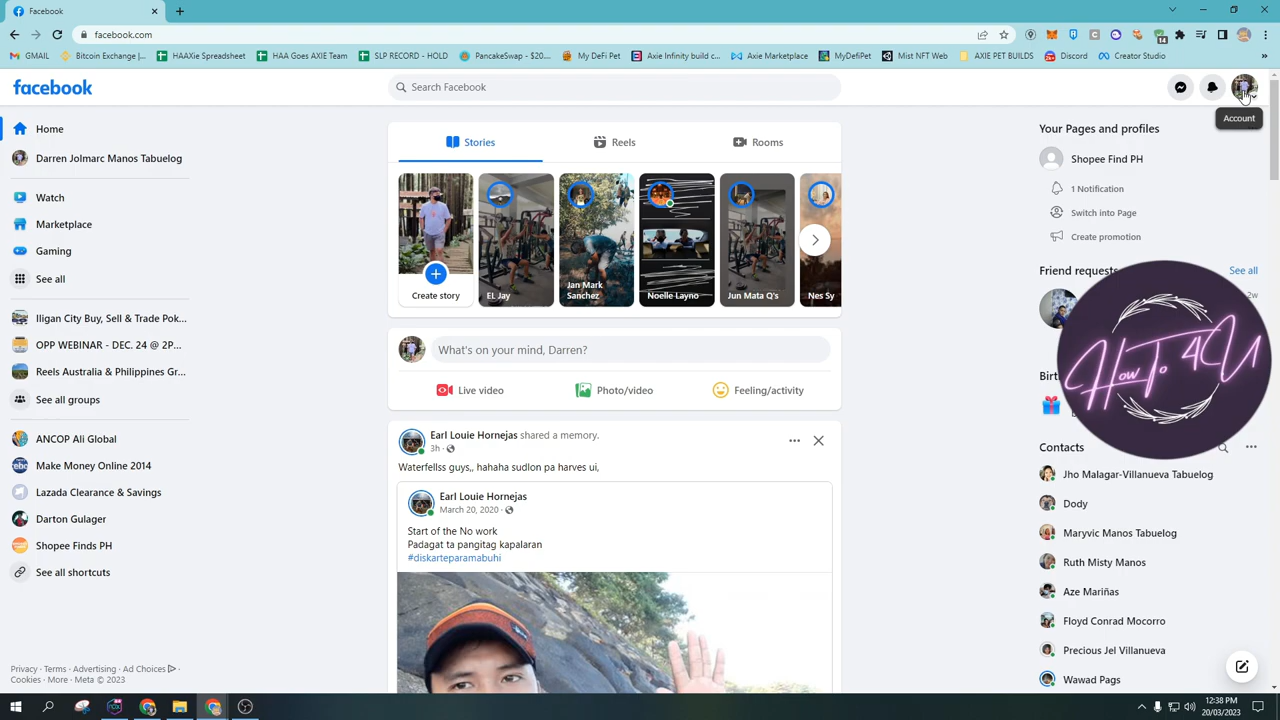 Facebook
facebook.com
14
GMAIL
Bitcoin Exchange |...
HAAXie Spreadsheet
HAA Goes AXIE Team
SLP RECORD - HOLD
PancakeSwap - $20....
My DeFi Pet
Axie Infinity build c...
Axie Marketplace
MyDefiPet
Mist NFT Web
AXIE PET BUILDS
Discord
Creator Studio
»
facebook
Search Facebook
Account
Home
Darren Jolmarc Manos Tabuelog
Watch
Marketplace
Gaming
See all
Iligan City Buy, Sell & Trade Pok...
OPP WEBINAR - DEC. 24 @ 2P...
Reels Australia & Philippines Gr...
See all groups
ANCOP Ali Global
Make Money Online 2014
Lazada Clearance & Savings
Darton Gulager
Shopee Finds PH
See all shortcuts
Privacy · Terms · Advertising · Ad Choices ·
Cookies · More · Meta © 2023
Stories
Reels
Rooms
Create story
EL Jay
Jan Mark
Sanchez
Noelle Layno
Jun Mata Q's
Nes Sy
What's on your mind, Darren?
Live video
Photo/video
Feeling/activity
Earl Louie Hornejas shared a memory.
3h ·
Waterfellss guys,, hahaha sudlon pa harves ui,
Earl Louie Hornejas
March 20, 2020 ·
Start of the No work
Padagat ta pangitag kapalaran
#diskarteparamabuhi
Your Pages and profiles
Shopee Find PH
1 Notification
Switch into Page
Create promotion
Friend requests
See all
2w
How To 4U
Birt
Contacts
Jho Malagar-Villanueva Tabuelog
Dody
Maryvic Manos Tabuelog
Ruth Misty Manos
Aze Mariñas
Floyd Conrad Mocorro
Precious Jel Villanueva
Wawad Pags
12:38 PM
20/03/2023